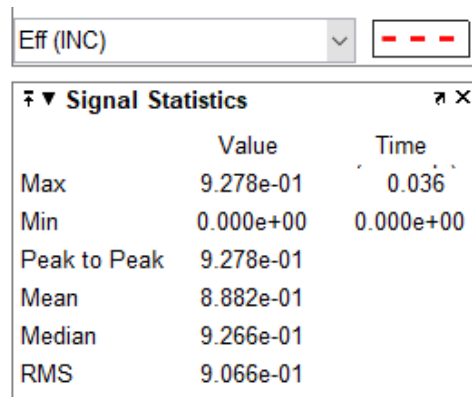 Eff (INC)
Signal Statistics
Value Time
Max 9.278e-01 0.036
Min 0.000e+00 0.000e+00
Peak to Peak 9.278e-01
Mean 8.882e-01
Median 9.266e-01
RMS 9.066e-01